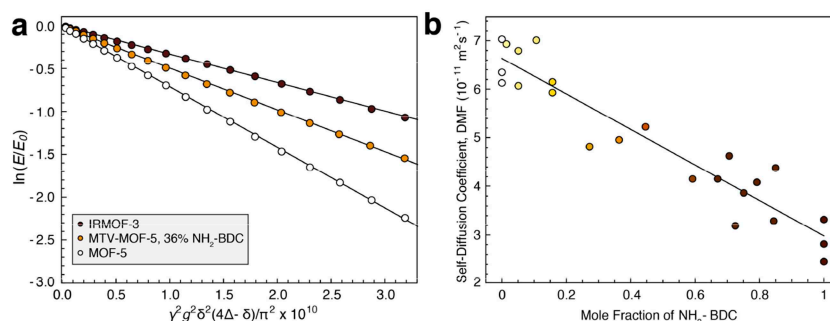 a
ln(E/E0)
0.0
-0.5
-1.0
-1.5
-2.0
-2.5
-3.0
IRMOF-3
MTV-MOF-5, 36% NH2-BDC
MOF-5
0.0 0.5 1.0 1.5 2.0 2.5 3.0
γ²g²δ²(4Δ- δ)/π² x 10¹⁰
b
Self-Diffusion Coefficient, DMF (10⁻¹¹ m² s⁻¹)
8
7
6
5
4
3
2
0 0.2 0.4 0.6 0.8 1
Mole Fraction of NH2- BDC